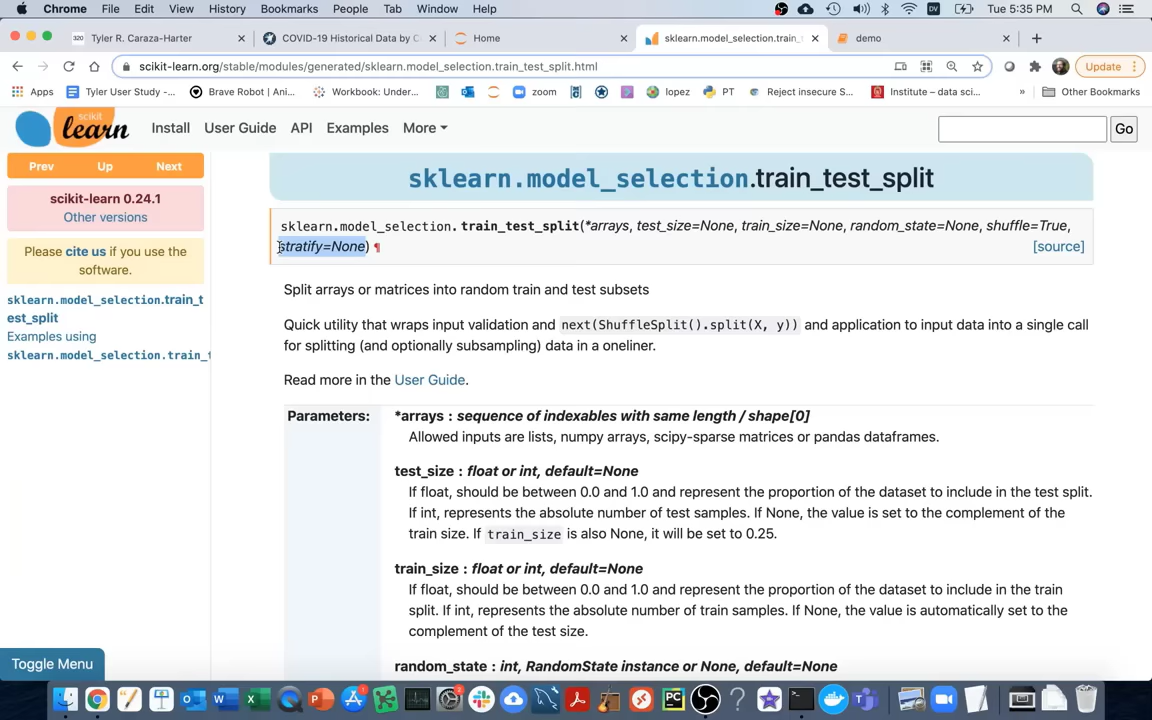 Chrome File Edit View History Bookmarks People Tab Window Help Tue 5:35 PM
Tyler R. Caraza-Harter COVID-19 Historical Data by C Home sklearn.model_selection.train_ demo
scikit-learn.org/stable/modules/generated/sklearn.model_selection.train_test_split.html Update
Apps Tyler User Study -... Brave Robot | Ani... Workbook: Under... zoom lopez PT Reject insecure S... Institute – data sci... » Other Bookmarks
scikit learn Install User Guide API Examples More Go
Prev Up Next
scikit-learn 0.24.1
Other versions
Please cite us if you use the
software.
sklearn.model_selection.train_t
est_split
Examples using
sklearn.model_selection.train_t
sklearn.model_selection.train_test_split
sklearn.model_selection.train_test_split(*arrays, test_size=None, train_size=None, random_state=None, shuffle=True,
stratify=None) ¶ [source]
Split arrays or matrices into random train and test subsets
Quick utility that wraps input validation and next(ShuffleSplit().split(X, y)) and application to input data into a single call
for splitting (and optionally subsampling) data in a oneliner.
Read more in the User Guide.
Parameters: *arrays : sequence of indexables with same length / shape[0]
Allowed inputs are lists, numpy arrays, scipy-sparse matrices or pandas dataframes.
test_size : float or int, default=None
If float, should be between 0.0 and 1.0 and represent the proportion of the dataset to include in the test split.
If int, represents the absolute number of test samples. If None, the value is set to the complement of the
train size. If train_size is also None, it will be set to 0.25.
train_size : float or int, default=None
If float, should be between 0.0 and 1.0 and represent the proportion of the dataset to include in the train
split. If int, represents the absolute number of train samples. If None, the value is automatically set to the
complement of the test size.
random_state : int, RandomState instance or None, default=None
Toggle Menu